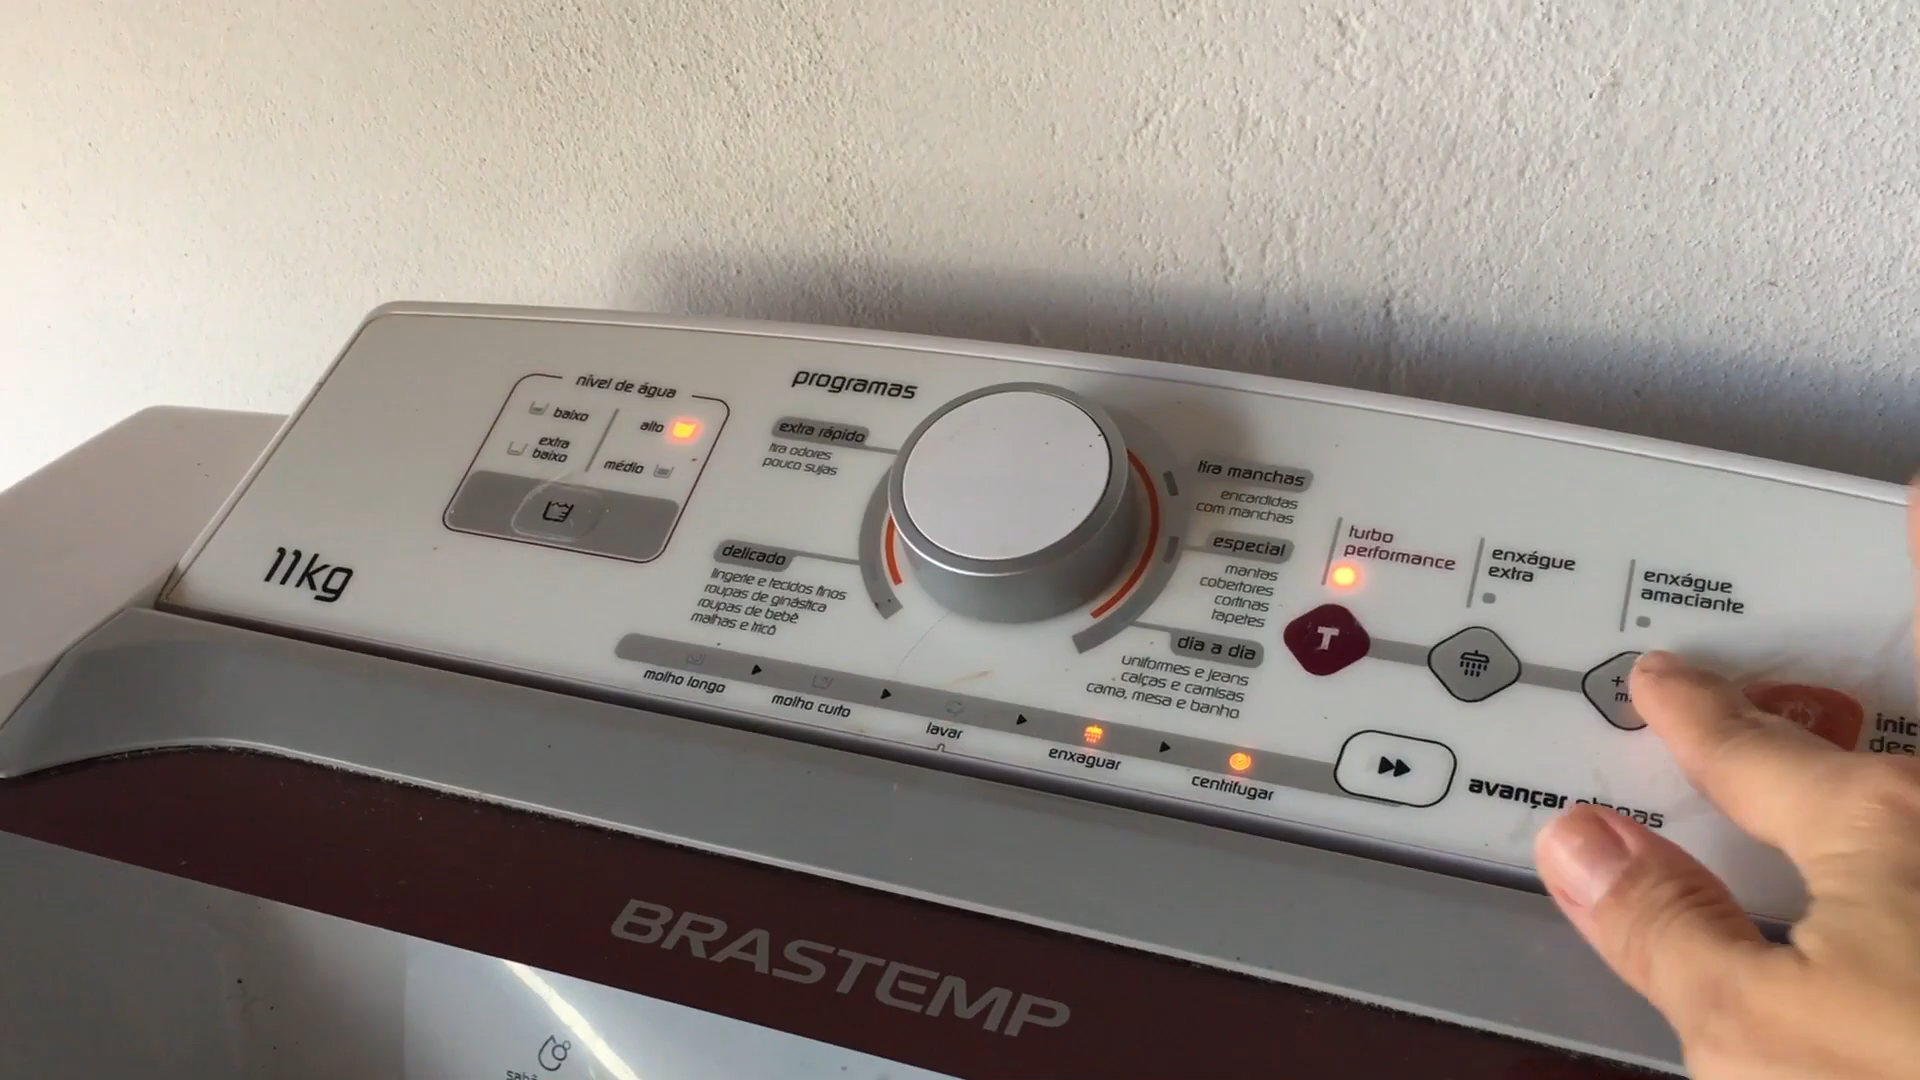 nível de água
baixo
alto
extra
baixo
médio
11kg
programas
extra rápido
tira odores
pouco sujas
delicado
lingerie e tecidos finos
roupas de ginástica
roupas de bebê
malhas e tricô
tira manchas
encardidas
com manchas
especial
mantas
cobertores
cortinas
tapetes
dia a dia
uniformes e jeans
calças e camisas
cama, mesa e banho
turbo
performance
T
enxágue
extra
enxágue
amaciante
molho longo
molho curto
lavar
enxaguar
centrifugar
avançar
BRASTEMP